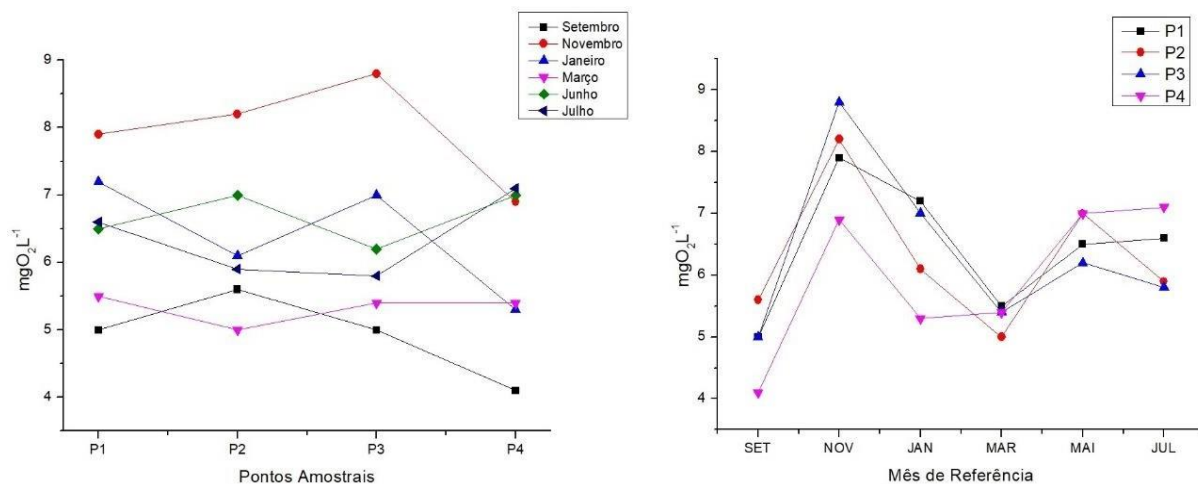 Setembro
Novembro
Janeiro
Março
Junho
Julho
9
8
7
6
5
4
mgO₂L⁻¹
P1 P2 P3 P4
Pontos Amostrais
P1
P2
P3
P4
9
8
7
6
5
4
mgO₂L⁻¹
SET NOV JAN MAR MAI JUL
Mês de Referência